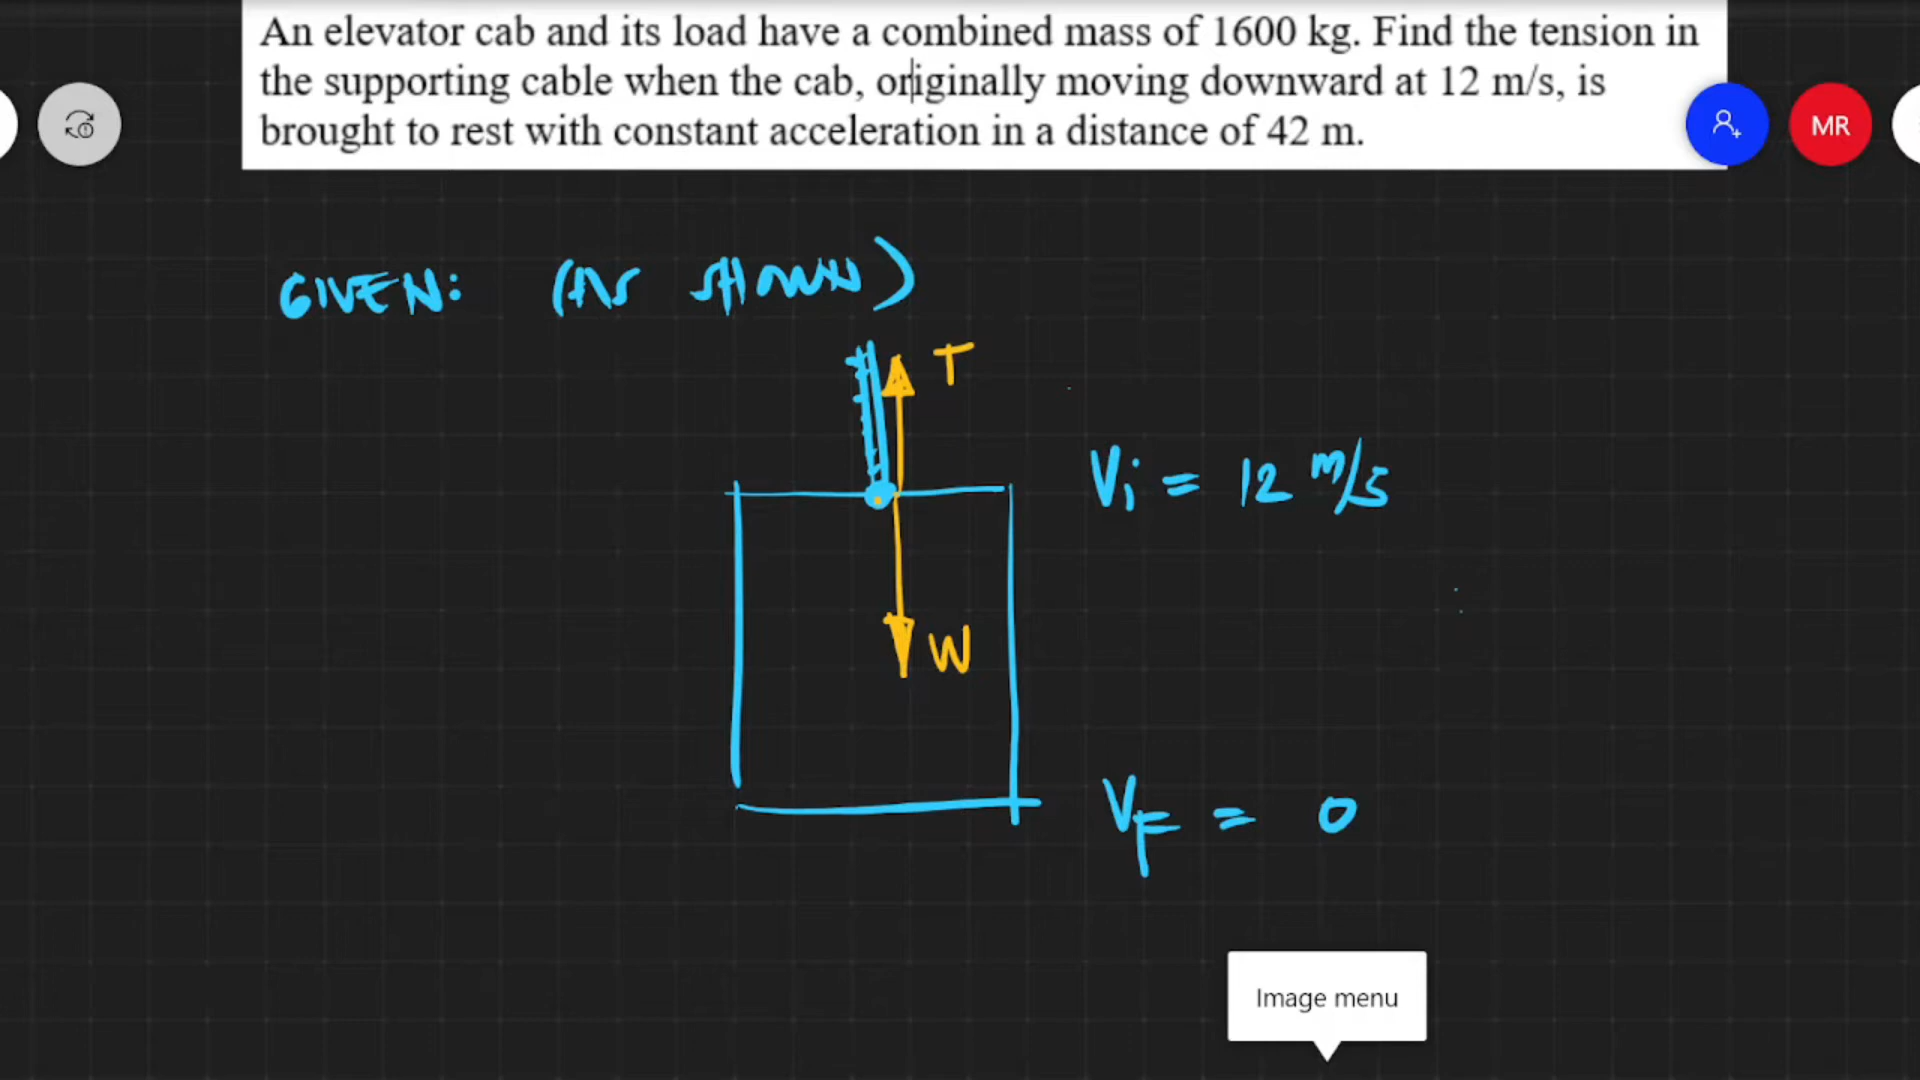 An elevator cab and its load have a combined mass of 1600 kg. Find the tension in
the supporting cable when the cab, originally moving downward at 12 m/s, is
brought to rest with constant acceleration in a distance of 42 m.
MR
GIVEN: (AS SHOWN)
T
Vi = 12 m/s
W
VF = 0
Image menu